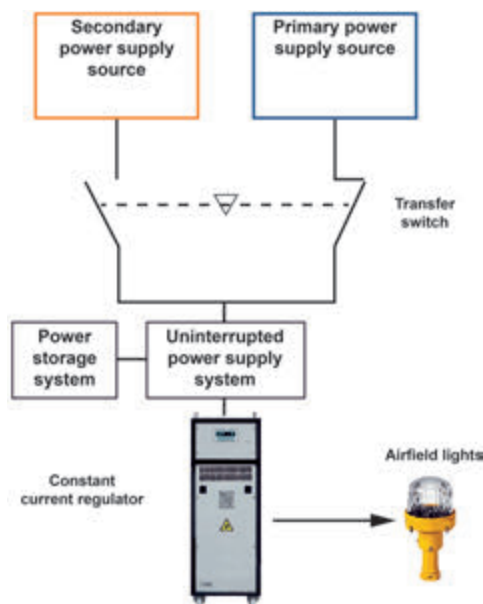 Secondary
power supply
source
Primary power
supply source
Transfer
switch
Power
storage
system
Uninterrupted
power supply
system
Constant
current regulator
Airfield lights